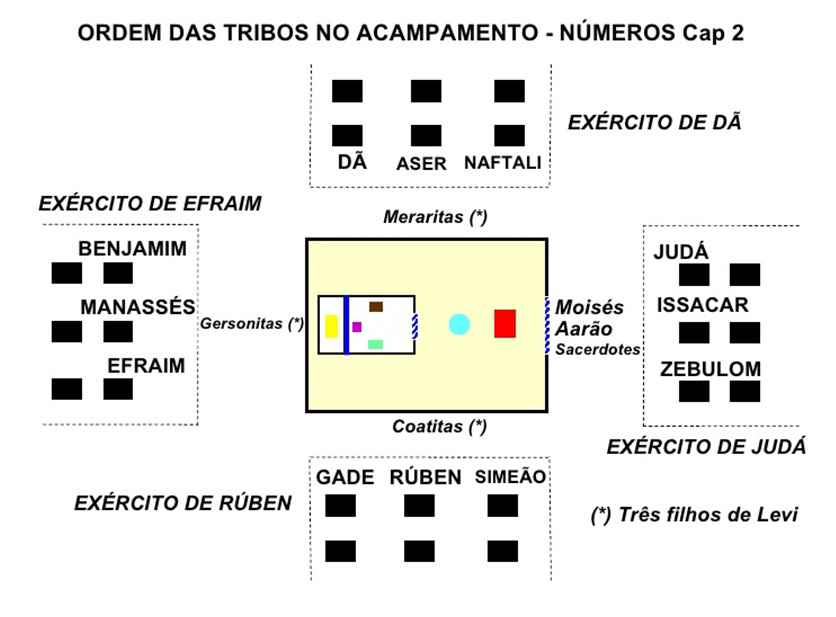 ORDEM DAS TRIBOS NO ACAMPAMENTO - NÚMEROS Cap 2
EXÉRCITO DE DÃ
DÃ ASER NAFTALI
EXÉRCITO DE EFRAIM
Meraritas (*)
BENJAMIM
MANASSÉS
EFRAIM
Gersonitas (*)
Moisés
Aarão
Sacerdotes
JUDÁ
ISSACAR
ZEBULOM
Coatitas (*)
EXÉRCITO DE JUDÁ
EXÉRCITO DE RÚBEN
GADE RÚBEN SIMEÃO
(*) Três filhos de Levi